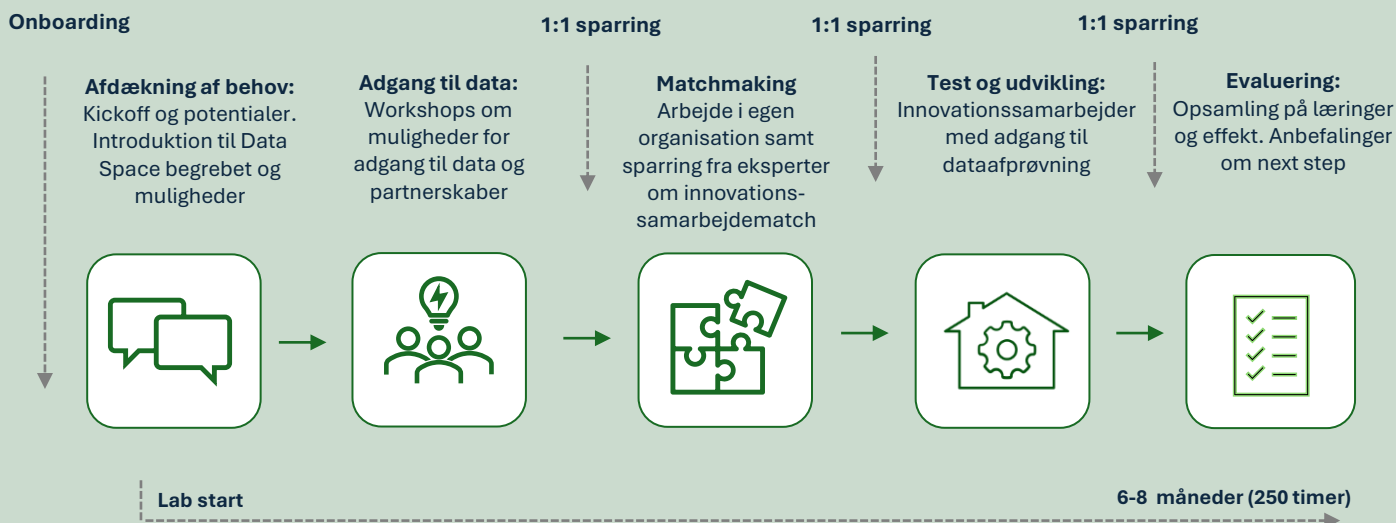 Onboarding
1:1 sparring
1:1 sparring
1:1 sparring
Afdækning af behov:
Kickoff og potentialer.
Introduktion til Data
Space begrebet og
muligheder
Adgang til data:
Workshops om
muligheder for
adgang til data og
partnerskaber
Matchmaking
Arbejde i egen
organisation samt
sparring fra eksperter
om innovations-
samarbejdematch
Test og udvikling:
Innovationssamarbejder
med adgang til
dataafprøvning
Evaluering:
Opsamling på læringer
og effekt. Anbefalinger
om next step
Lab start
6-8 måneder (250 timer)